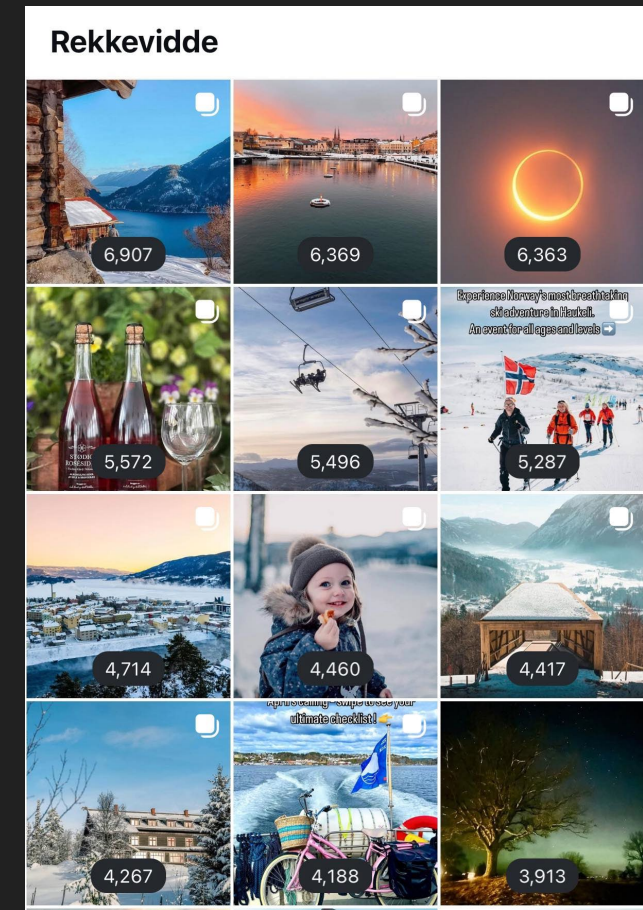 Rekkevidde
6,907
6,369
6,363
Experience Norway's most breathtaking
ski adventure in Haukeli.
An event for all ages and levels ➡️
STØDE
ROSÉSID
5,572
5,496
5,287
4,714
4,460
4,417
April's calling - swipe to see your
ultimate checklist! 👉
4,267
4,188
3,913